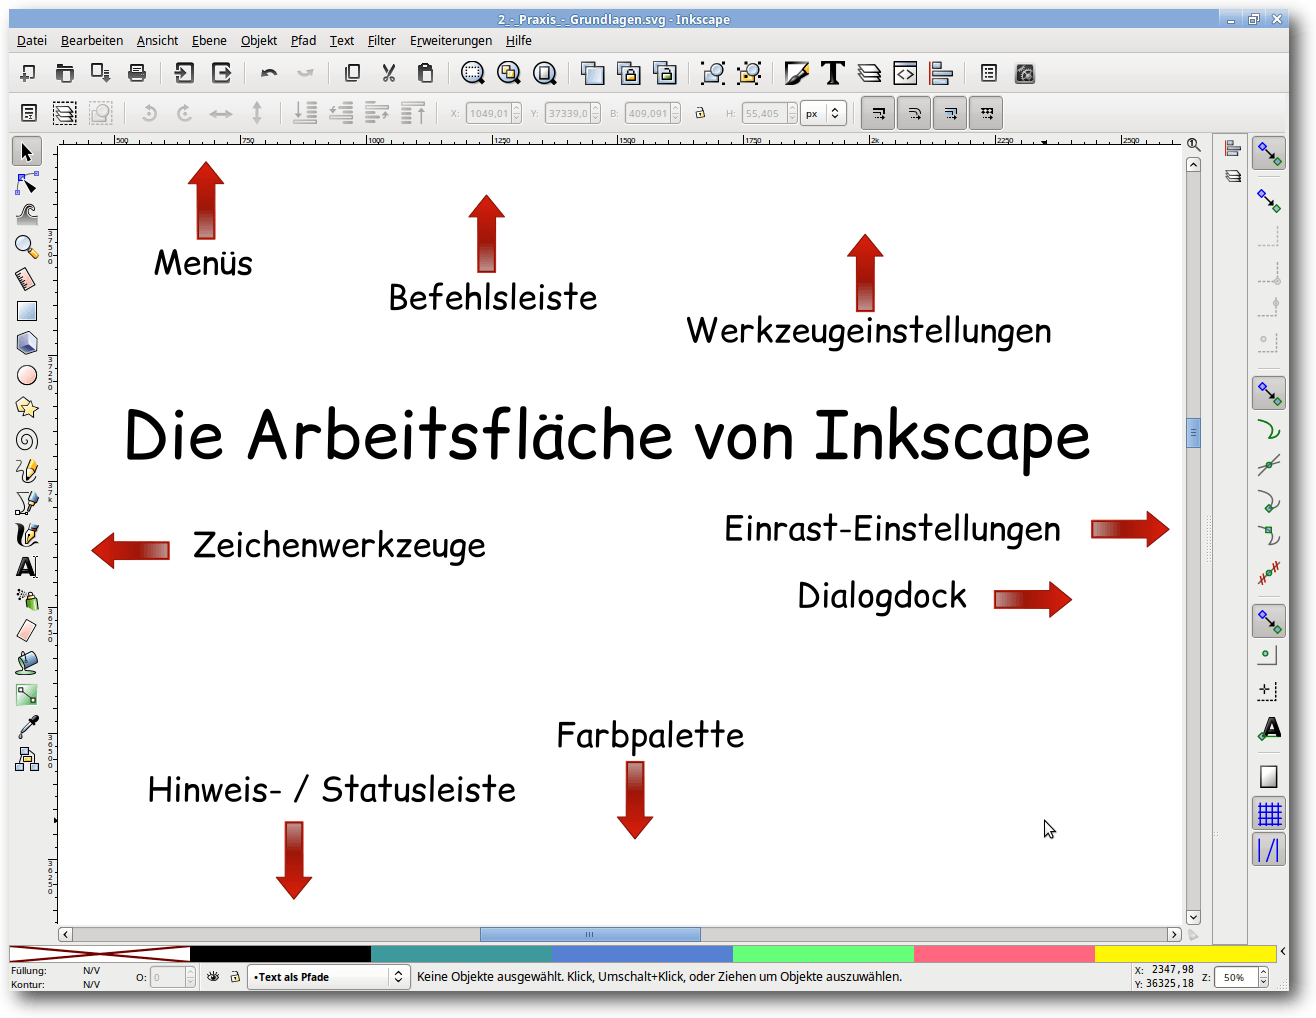 2_-_Praxis_-_Grundlagen.svg - Inkscape
Datei Bearbeiten Ansicht Ebene Objekt Pfad Text Filter Erweiterungen Hilfe
X: 1049,01 Y: 37339,0 B: 409,091 H: 55,405 px
500 750 1000 1250 1500 1750 2k 2250 2500
Menüs
Befehlsleiste
Werkzeugeinstellungen
Die Arbeitsfläche von Inkscape
Einrast-Einstellungen
Zeichenwerkzeuge
Dialogdock
Farbpalette
Hinweis- / Statusleiste
Füllung: N/V
Kontur: N/V
O: 0
•Text als Pfade
Keine Objekte ausgewählt. Klick, Umschalt+Klick, oder Ziehen um Objekte auszuwählen.
X: 2347,98
Y: 36325,18
Z: 50%